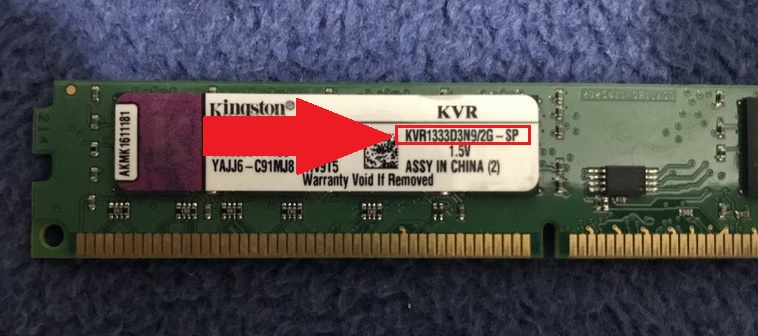 Kingston®
KVR
KVR1333D3N9/2G-SP
1.5V
YAJJ6-C91MJ8
V9T5
ASSY IN CHINA (2)
Warranty Void If Removed
AKMK1611181
214